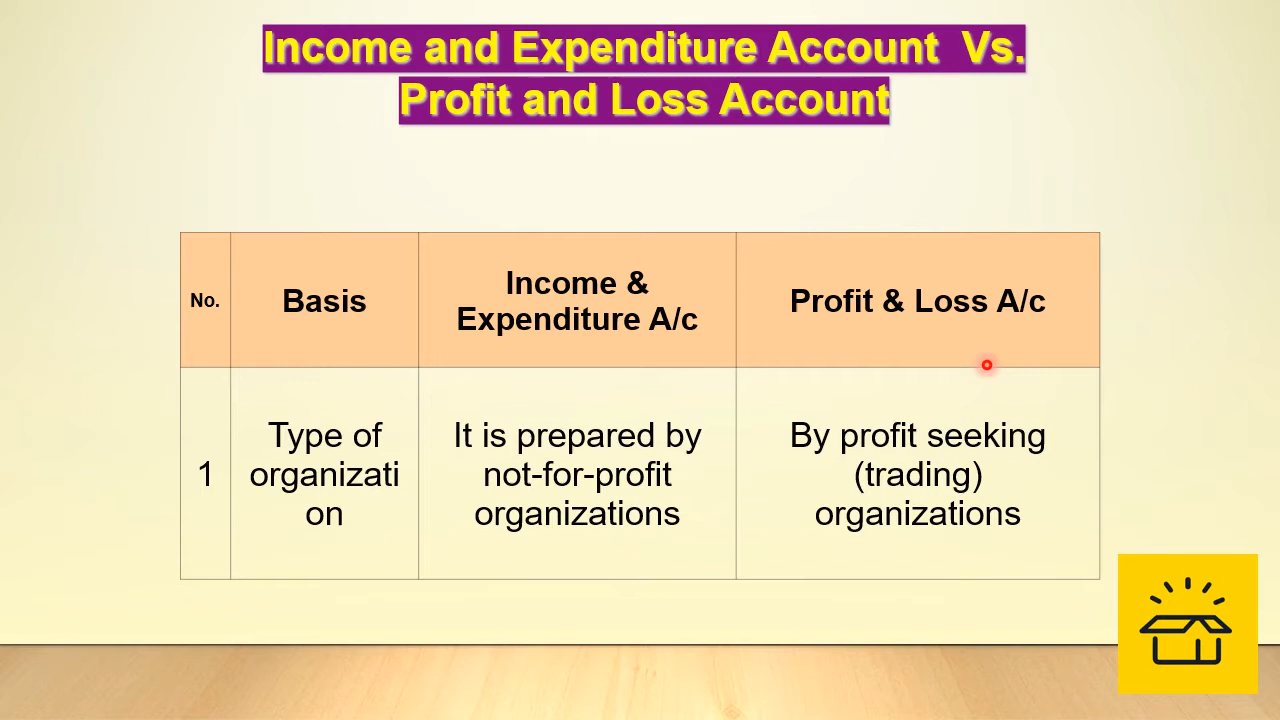 Income and Expenditure Account  Vs.
Profit and Loss Account
No.
Basis
Income &
Expenditure A/c
Profit & Loss A/c
1
Type of
organizati
on
It is prepared by
not-for-profit
organizations
By profit seeking
(trading)
organizations